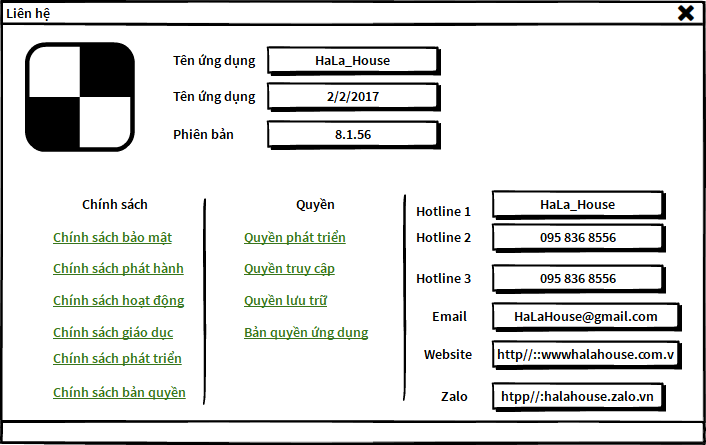 Liên hệ
Tên ứng dụng HaLa_House
Tên ứng dụng 2/2/2017
Phiên bản 8.1.56
Chính sách
Chính sách bảo mật
Chính sách phát hành
Chính sách hoạt động
Chính sách giáo dục
Chính sách phát triển
Chính sách bản quyền
Quyền
Quyền phát triển
Quyền truy cập
Quyền lưu trữ
Bản quyền ứng dụng
Hotline 1 HaLa_House
Hotline 2 095 836 8556
Hotline 3 095 836 8556
Email HaLaHouse@gmail.com
Website http//::wwwhalahouse.com.v
Zalo htpp//:halahouse.zalo.vn